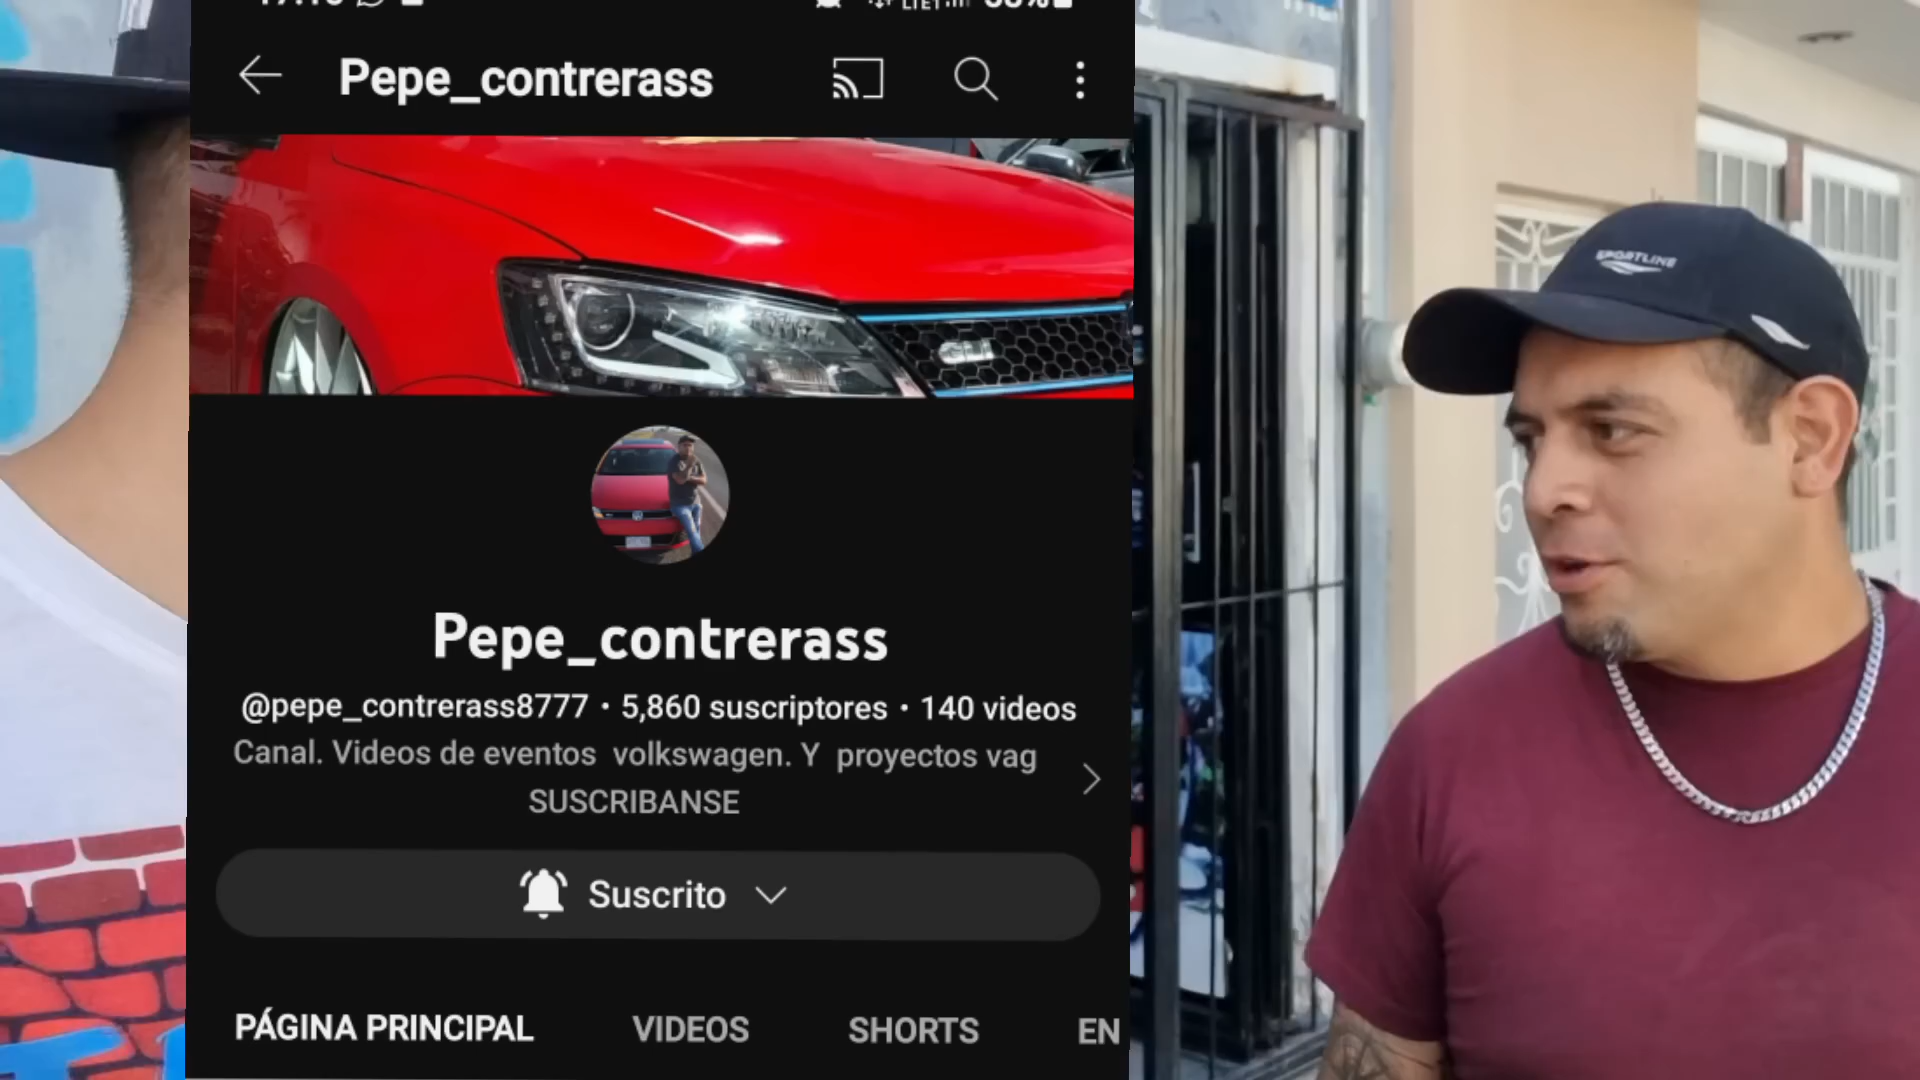 Pepe_contrerass
GLI
Pepe_contrerass
@pepe_contrerass8777 • 5,860 suscriptores • 140 videos
Canal. Videos de eventos volkswagen. Y proyectos vag
SUSCRIBANSE
Suscrito
PÁGINA PRINCIPAL VIDEOS SHORTS EN
SPORTLINE